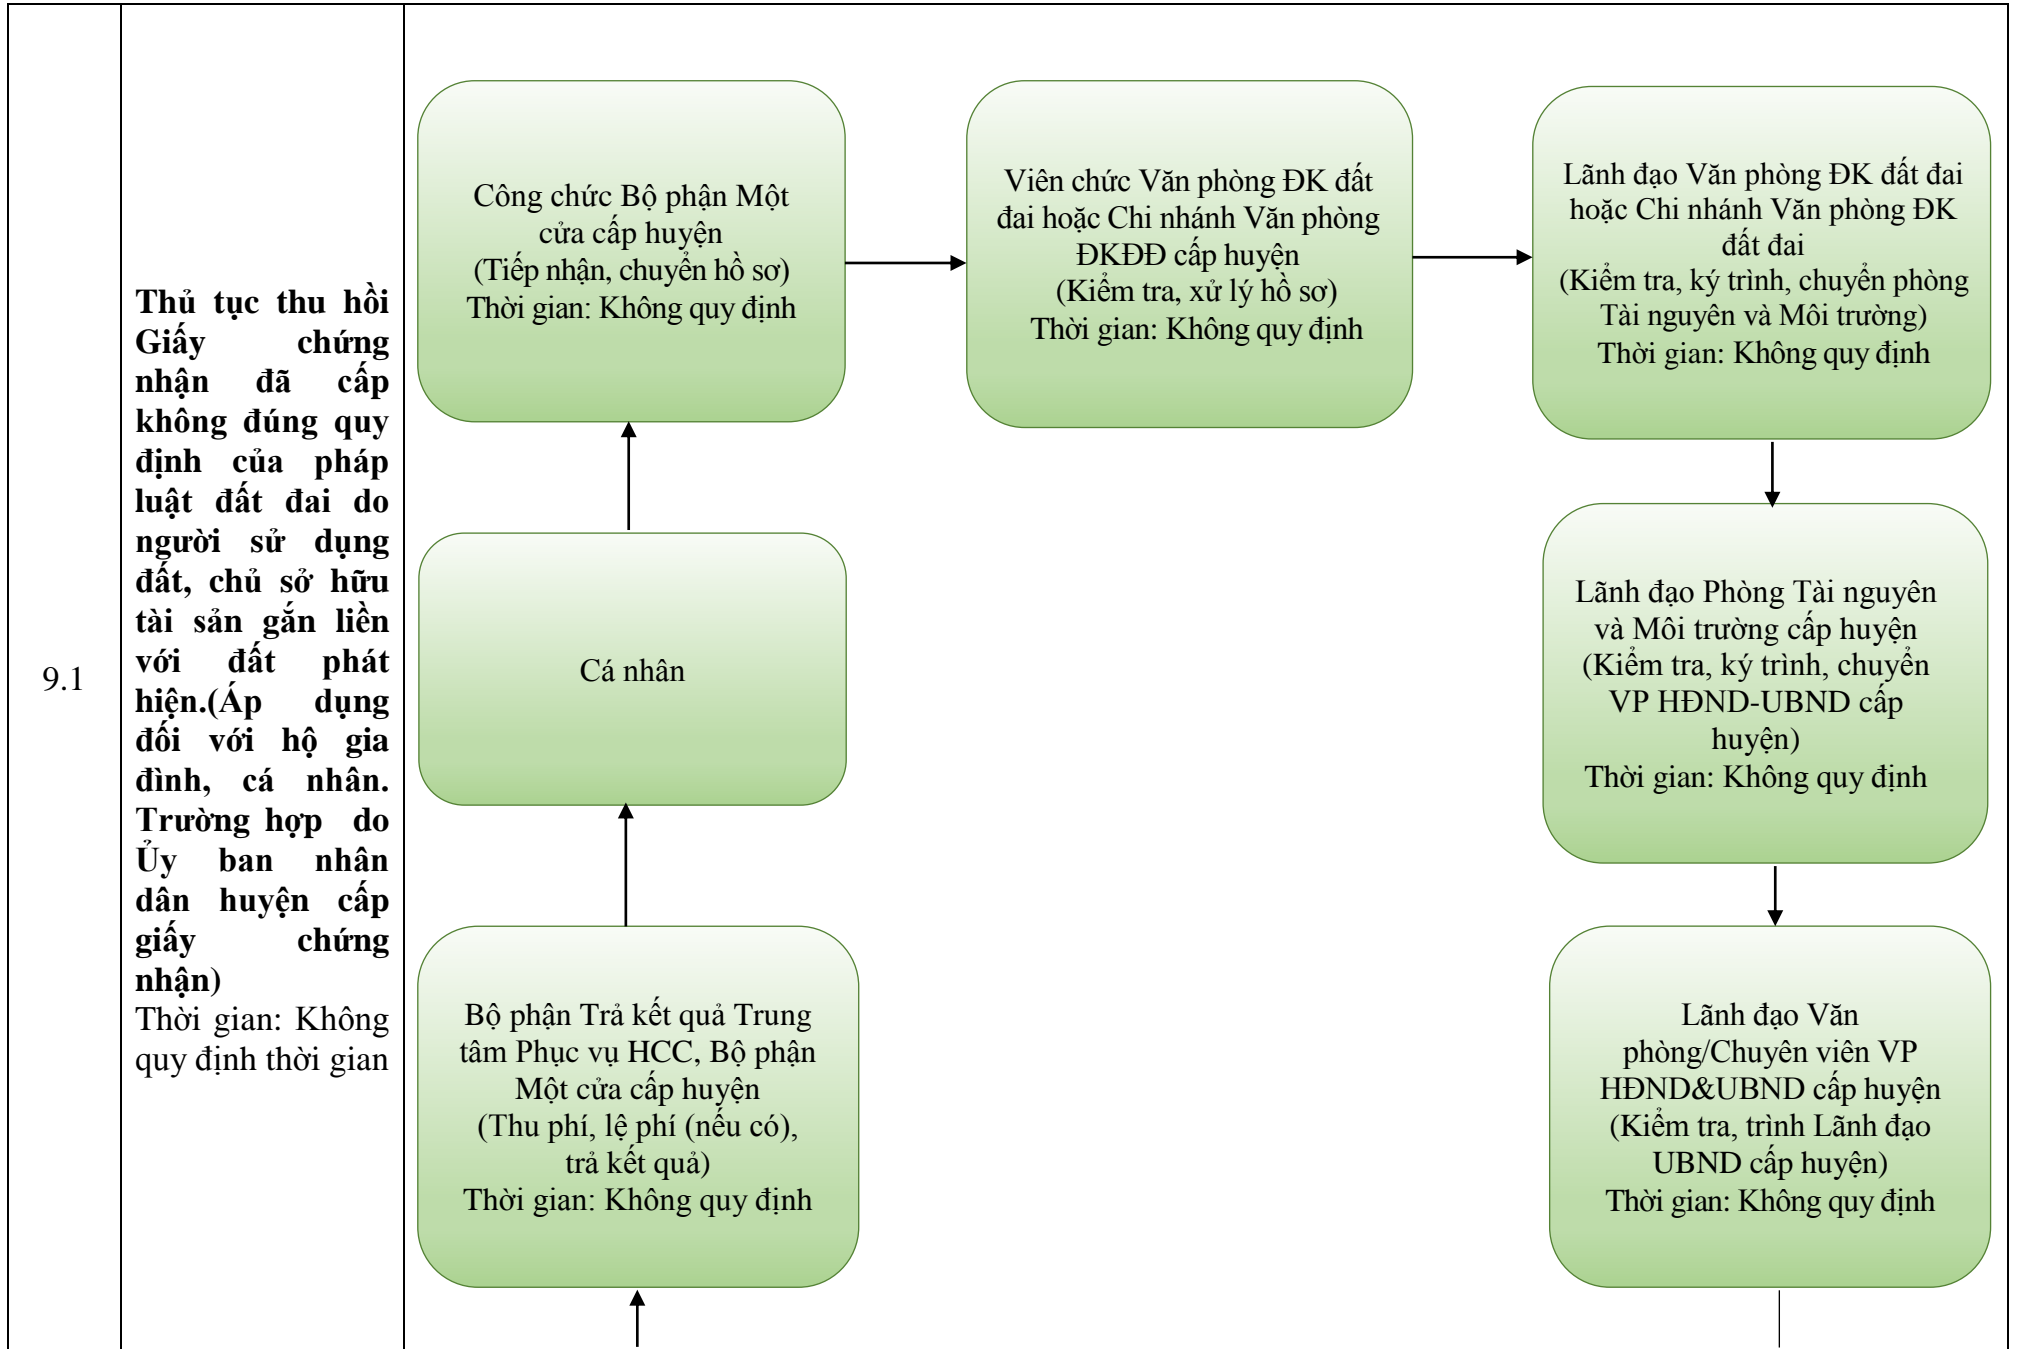 9.1
Thủ tục thu hồi
Giấy chứng
nhận đã cấp
không đúng quy
định của pháp
luật đất đai do
người sử dụng
đất, chủ sở hữu
tài sản gắn liền
với đất phát
hiện.(Áp dụng
đối với hộ gia
đình, cá nhân.
Trường hợp do
Ủy ban nhân
dân huyện cấp
giấy chứng
nhận)
Thời gian: Không
quy định thời gian
Công chức Bộ phận Một
cửa cấp huyện
(Tiếp nhận, chuyển hồ sơ)
Thời gian: Không quy định
Viên chức Văn phòng ĐK đất
đai hoặc Chi nhánh Văn phòng
ĐKĐĐ cấp huyện
(Kiểm tra, xử lý hồ sơ)
Thời gian: Không quy định
Lãnh đạo Văn phòng ĐK đất đai
hoặc Chi nhánh Văn phòng ĐK
đất đai
(Kiểm tra, ký trình, chuyển phòng
Tài nguyên và Môi trường)
Thời gian: Không quy định
Cá nhân
Lãnh đạo Phòng Tài nguyên
và Môi trường cấp huyện
(Kiểm tra, ký trình, chuyển
VP HĐND-UBND cấp
huyện)
Thời gian: Không quy định
Bộ phận Trả kết quả Trung
tâm Phục vụ HCC, Bộ phận
Một cửa cấp huyện
(Thu phí, lệ phí (nếu có),
trả kết quả)
Thời gian: Không quy định
Lãnh đạo Văn
phòng/Chuyên viên VP
HĐND&UBND cấp huyện
(Kiểm tra, trình Lãnh đạo
UBND cấp huyện)
Thời gian: Không quy định